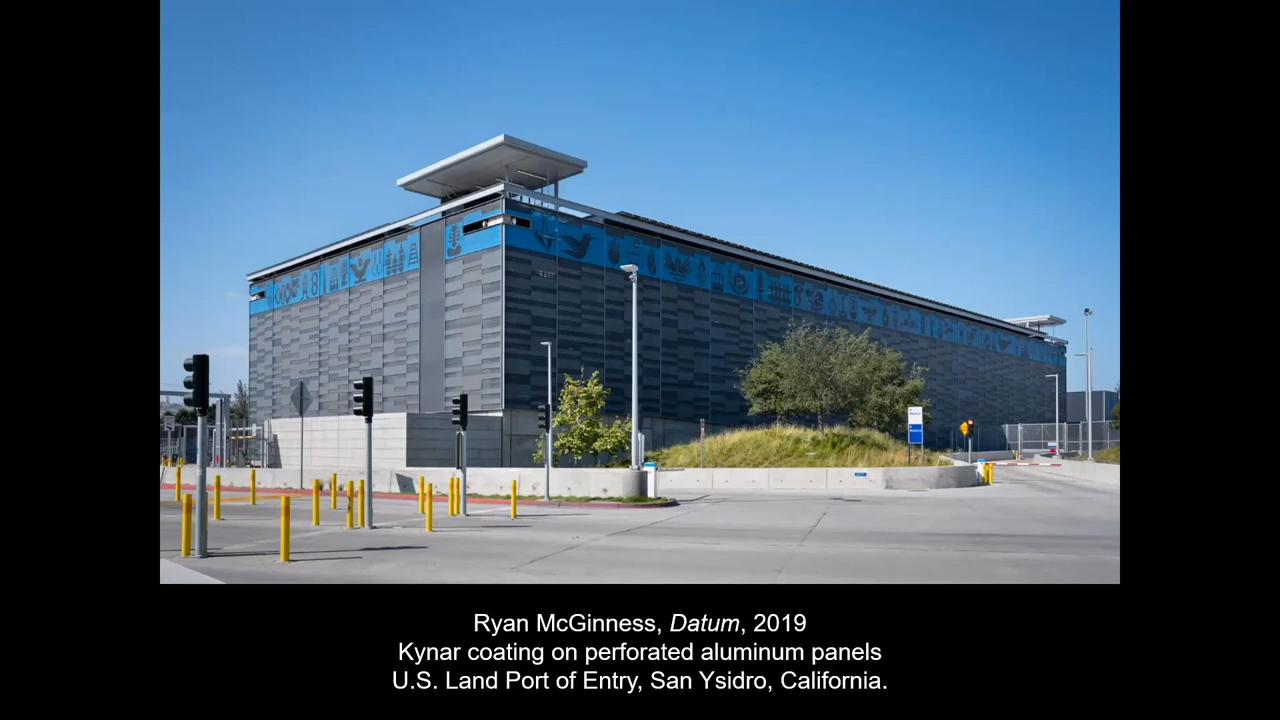 Ryan McGinness, Datum, 2019
Kynar coating on perforated aluminum panels
U.S. Land Port of Entry, San Ysidro, California.